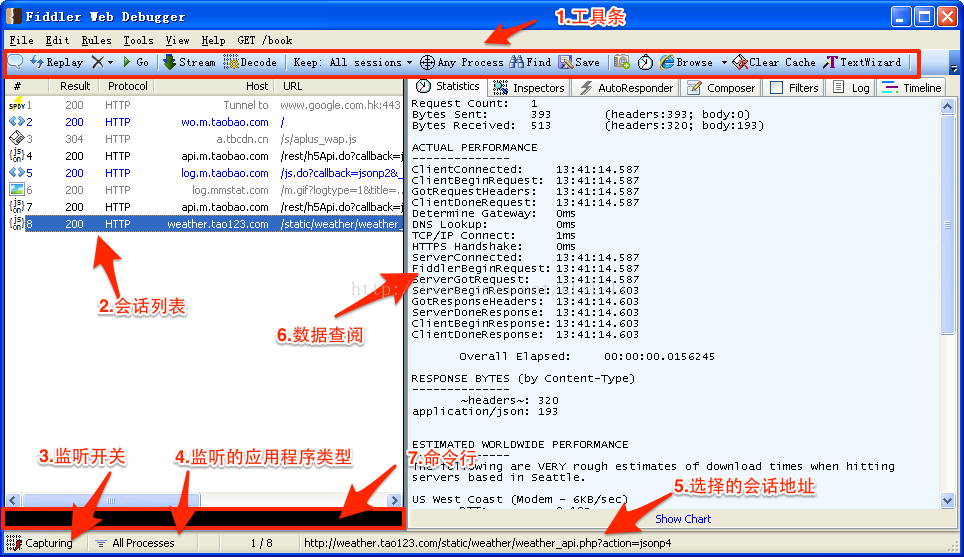 Fiddler Web Debugger
1.工具条
File Edit Rules Tools View Help GET /book
Replay Go Stream Decode Keep: All sessions Any Process Find Save Browse Clear Cache TextWizard
# Result Protocol Host URL
1 200 HTTP Tunnel to www.google.com.hk:443
2 200 HTTP wo.m.taobao.com /
3 304 HTTP a.tbcdn.cn /s/aplus_wap.js
4 200 HTTP api.m.taobao.com /rest/h5Api.do?callback=j
5 200 HTTP log.m.taobao.com /js.do?callback=jsonp2&_
6 200 HTTP log.mmstat.com /m.gif?logtype=1&title=...
7 200 HTTP api.m.taobao.com /rest/h5Api.do?callback=j
8 200 HTTP weather.tao123.com /static/weather/weather_
2.会话列表
Statistics Inspectors AutoResponder Composer Filters Log Timeline
Request Count: 1
Bytes Sent: 393 (headers:393; body:0)
Bytes Received: 513 (headers:320; body:193)
ACTUAL PERFORMANCE
--------------
ClientConnected: 13:41:14.587
ClientBeginRequest: 13:41:14.587
GotRequestHeaders: 13:41:14.587
ClientDoneRequest: 13:41:14.587
Determine Gateway: 0ms
DNS Lookup: 0ms
TCP/IP Connect: 1ms
HTTPS Handshake: 0ms
ServerConnected: 13:41:14.587
FiddlerBeginRequest: 13:41:14.587
ServerGotRequest: 13:41:14.587
ServerBeginResponse: 13:41:14.603
GotResponseHeaders: 13:41:14.603
ServerDoneResponse: 13:41:14.603
ClientBeginResponse: 13:41:14.603
ClientDoneResponse: 13:41:14.603
Overall Elapsed: 00:00:00.0156245
RESPONSE BYTES (by Content-Type)
--------------
~headers~: 320
application/json: 193
ESTIMATED WORLDWIDE PERFORMANCE
--------------
The following are VERY rough estimates of download times when hitting
servers based in Seattle.
US West Coast (Modem - 6KB/sec)
Show Chart
6.数据查阅
3.监听开关
4.监听的应用程序类型
7.命令行
5.选择的会话地址
Capturing All Processes 1 / 8 http://weather.tao123.com/static/weather/weather_api.php?action=jsonp4